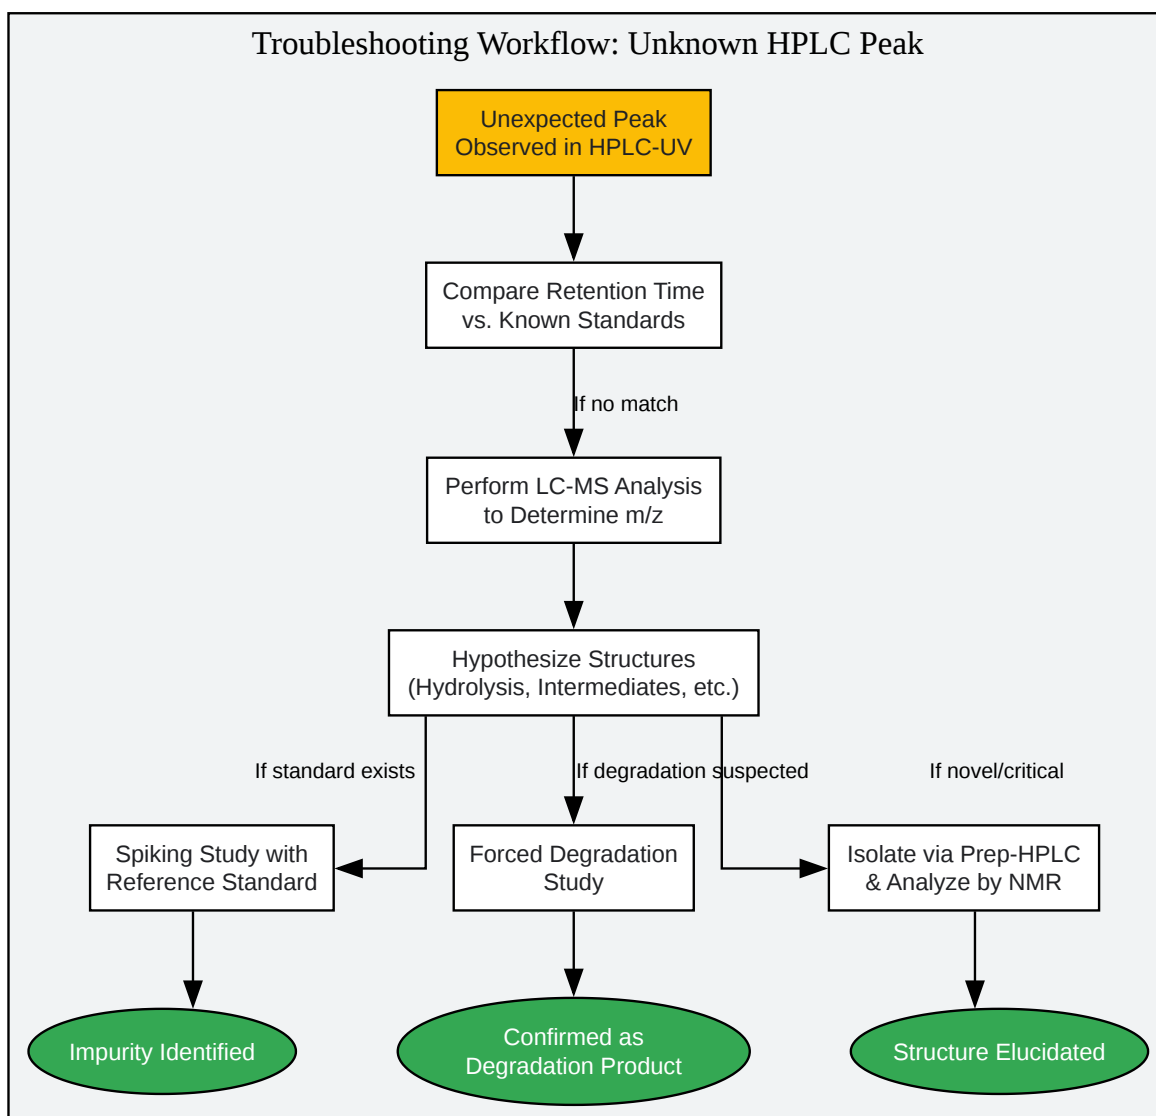 Troubleshooting Workflow: Unknown HPLC Peak
Unexpected Peak
Observed in HPLC-UV
Compare Retention Time
vs. Known Standards
If no match
Perform LC-MS Analysis
to Determine m/z
Hypothesize Structures
(Hydrolysis, Intermediates, etc.)
If standard exists
If degradation suspected
If novel/critical
Spiking Study with
Reference Standard
Forced Degradation
Study
Isolate via Prep-HPLC
& Analyze by NMR
Impurity Identified
Confirmed as
Degradation Product
Structure Elucidated